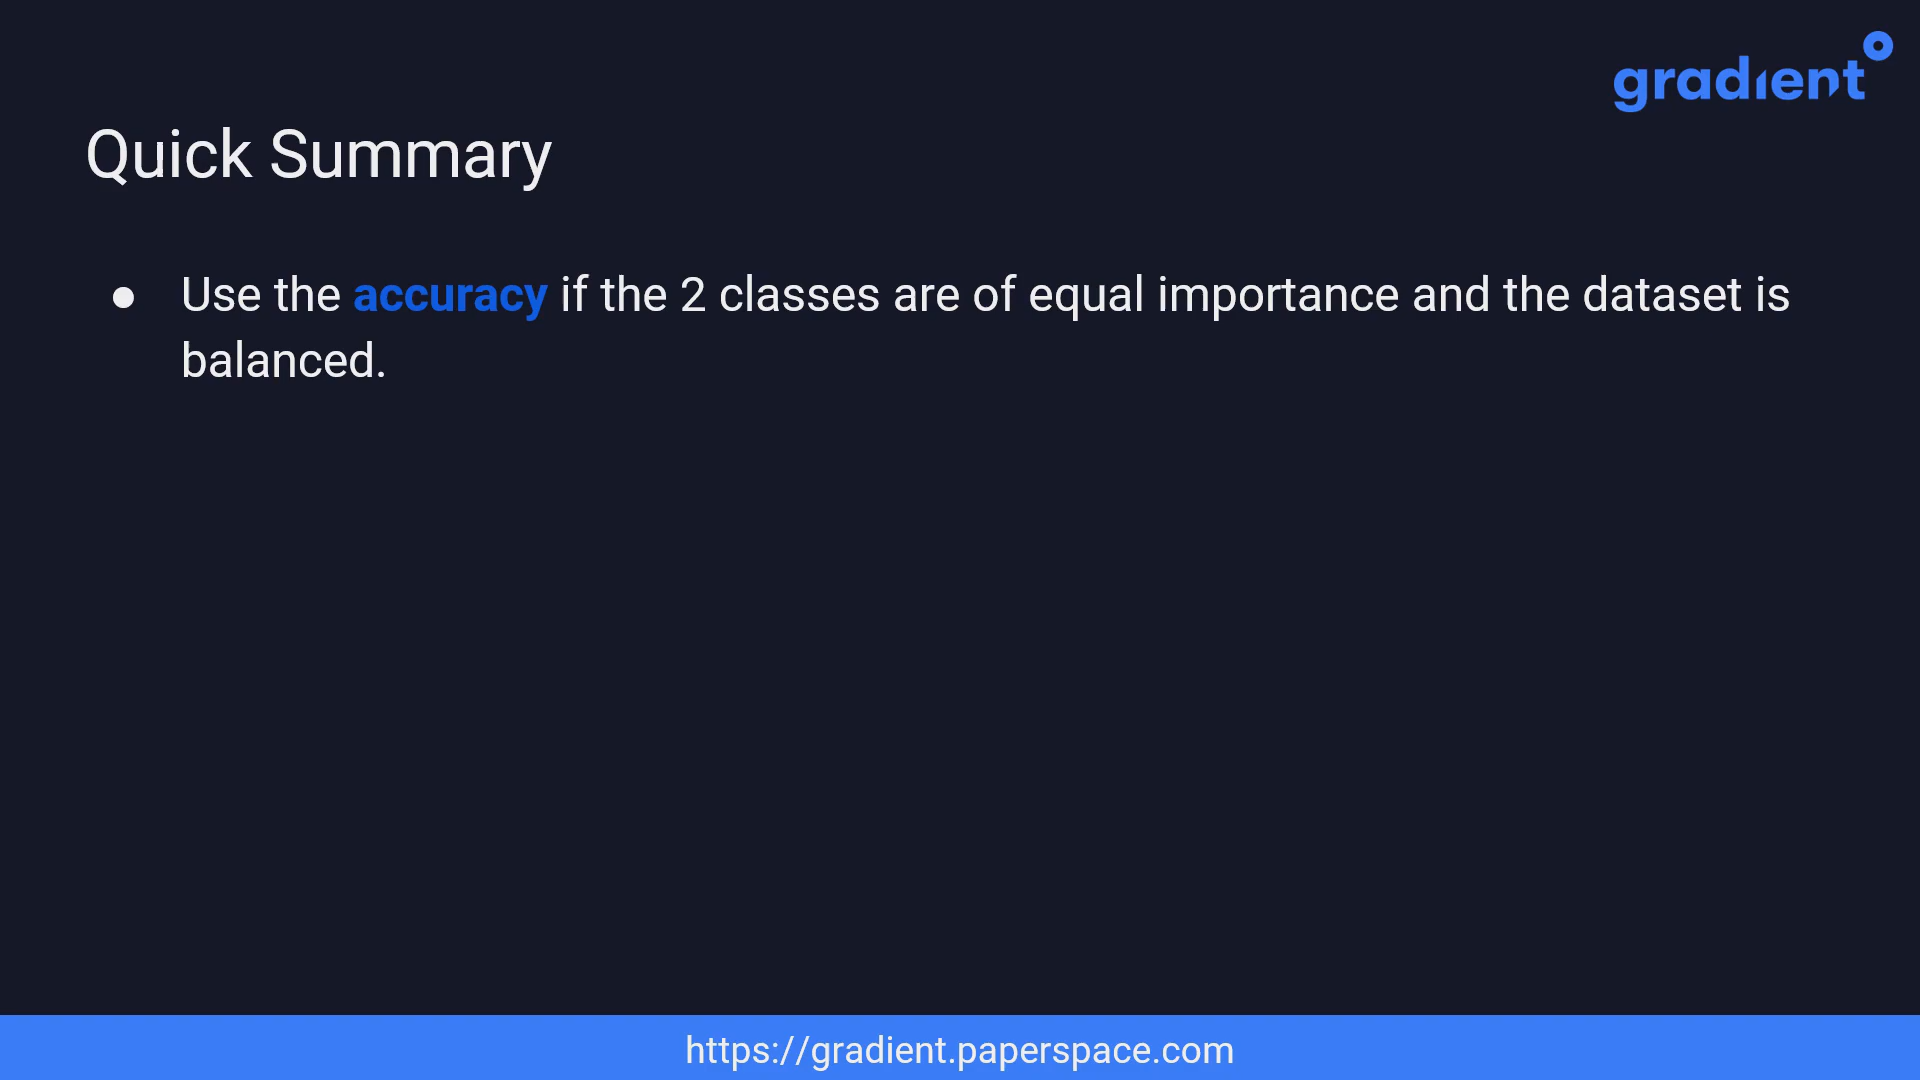 gradient
Quick Summary
● Use the accuracy if the 2 classes are of equal importance and the dataset is
balanced.
https://gradient.paperspace.com